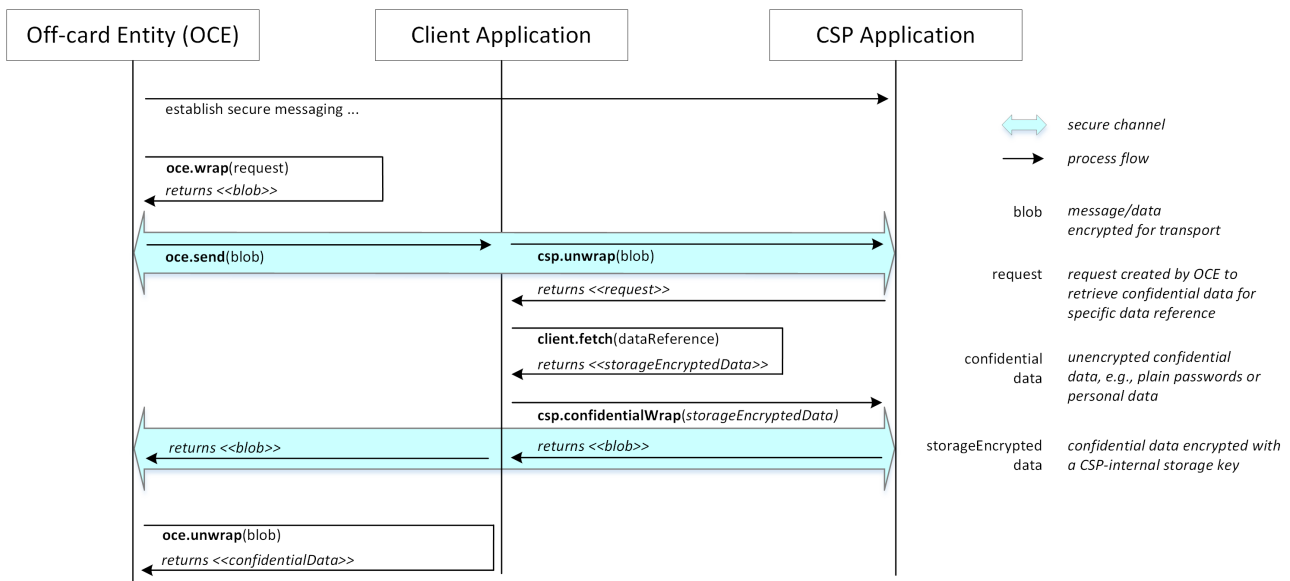 Off-card Entity (OCE)
Client Application
CSP Application
establish secure messaging ...
secure channel
process flow
oce.wrap(request)
returns <<blob>>
blob
message/data
encrypted for transport
oce.send(blob)
csp.unwrap(blob)
returns <<request>>
request
request created by OCE to
retrieve confidential data for
specific data reference
client.fetch(dataReference)
returns <<storageEncryptedData>>
confidential
data
unencrypted confidential
data, e.g., plain passwords or
personal data
csp.confidentialWrap(storageEncryptedData)
returns <<blob>>
returns <<blob>>
storageEncrypted
data
confidential data encrypted with
a CSP-internal storage key
oce.unwrap(blob)
returns <<confidentialData>>